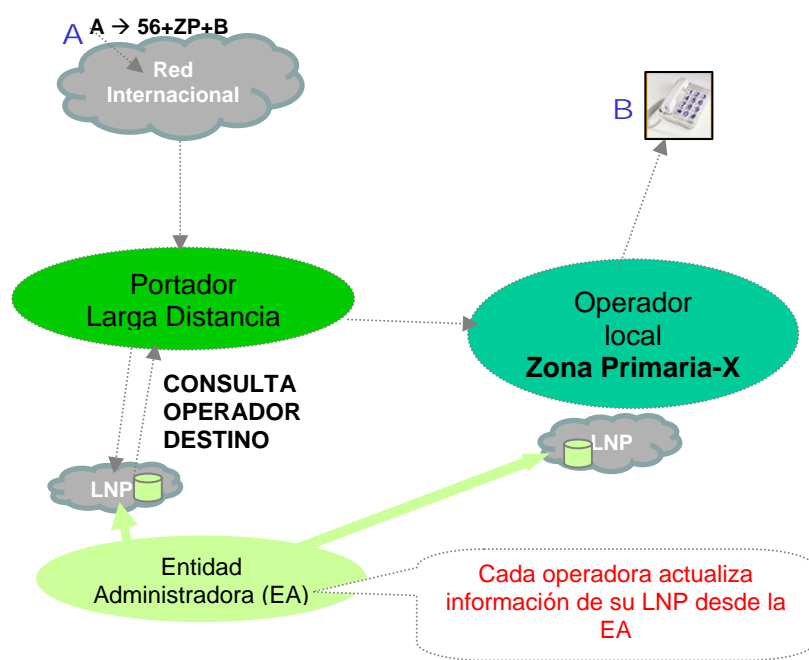 A
A → 56+ZP+B
Red
Internacional
B
Portador
Larga Distancia
Operador
local
Zona Primaria-X
CONSULTA
OPERADOR
DESTINO
LNP
LNP
Entidad
Administradora (EA)
Cada operadora actualiza
información de su LNP desde la
EA